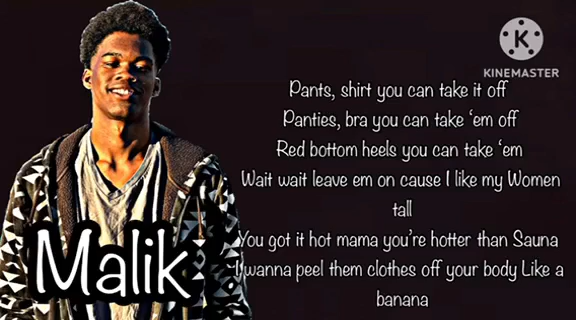 KINEMASTER
Pants, shirt you can take it off
Panties, bra you can take 'em off
Red bottom heels you can take 'em
Wait wait leave em on cause I like my Women
tall
You got it hot mama you're hotter than Sauna
I wanna peel them clothes off your body Like a
banana
Malik